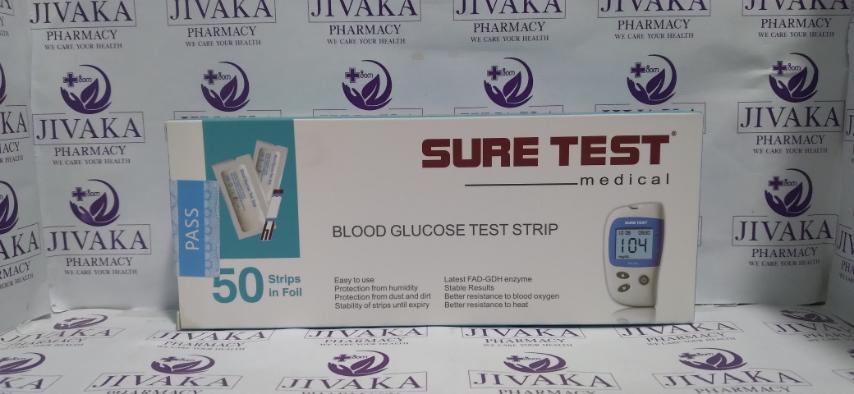 SURE TEST®
medical
BLOOD GLUCOSE TEST STRIP
PASS
50 Strips
in Foil
Easy to use
Protection from humidity
Protection from dust and dirt
Stability of strips until expiry
Latest FAD-GDH enzyme
Stable Results
Better resistance to blood oxygen
Better resistance to heat
SURE TEST
104
JIVAKA
PHARMACY
WE CARE YOUR HEALTH